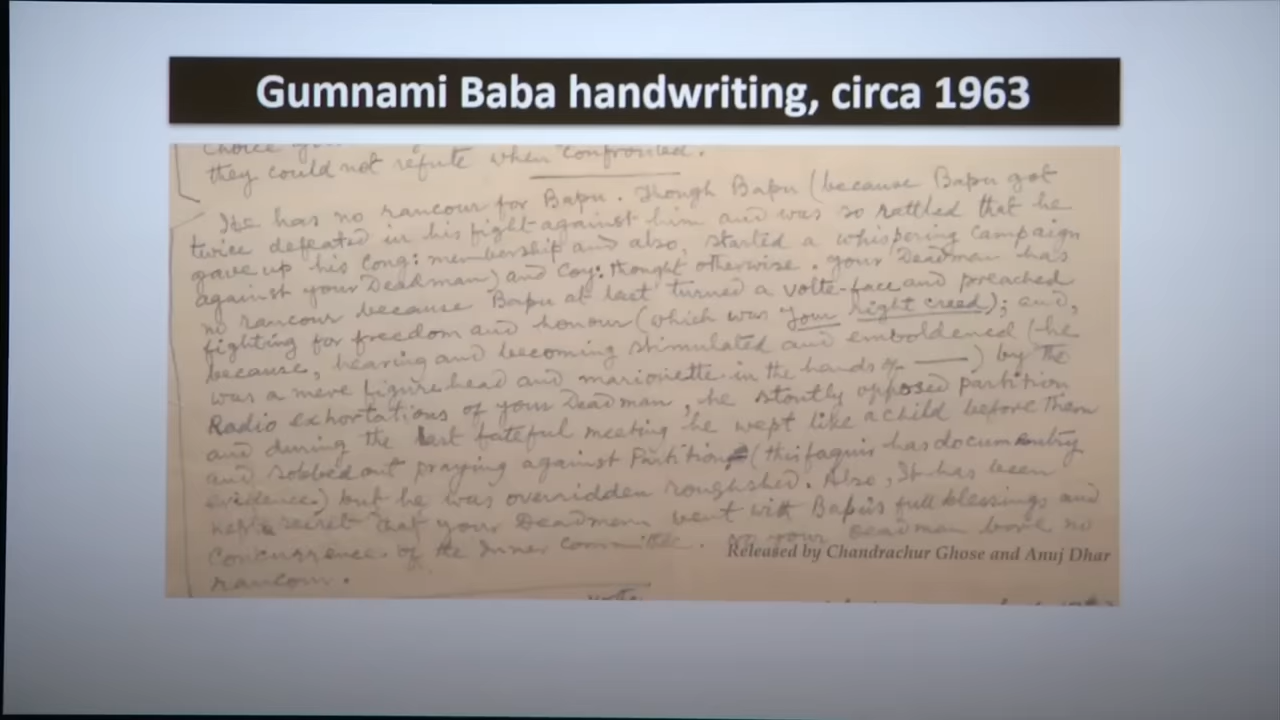 Gumnami Baba handwriting, circa 1963
choice
they could not refute when confronted.
He has no rancour for Bapu. Though Bapu (because Bapu got
twice defeated in his fight against him and was so rattled that he
gave up his Cong: membership and also, started a whispering campaign
against your Deadman) and Coy: thought otherwise. your Deadman has
no rancour because Bapu at last turned a volte-face and preached
fighting for freedom and honour (which was your right creed); and,
because, hearing and becoming stimulated and emboldened (he
was a mere figurehead and marionette in the hands of ——) by the
Radio exhortations of your Deadman, he stoutly opposed partition
and during the last fateful meeting he wept like a child before them
and sobbed out praying against Partition, (this faquir has documentry
evidence) but he was overridden roughshod. Also, It has been
secret that your Deadman went with Bapu's full blessings and
concurrence of the Inner committee. your Deadman bore no
rancour.
Released by Chandrachur Ghose and Anuj Dhar